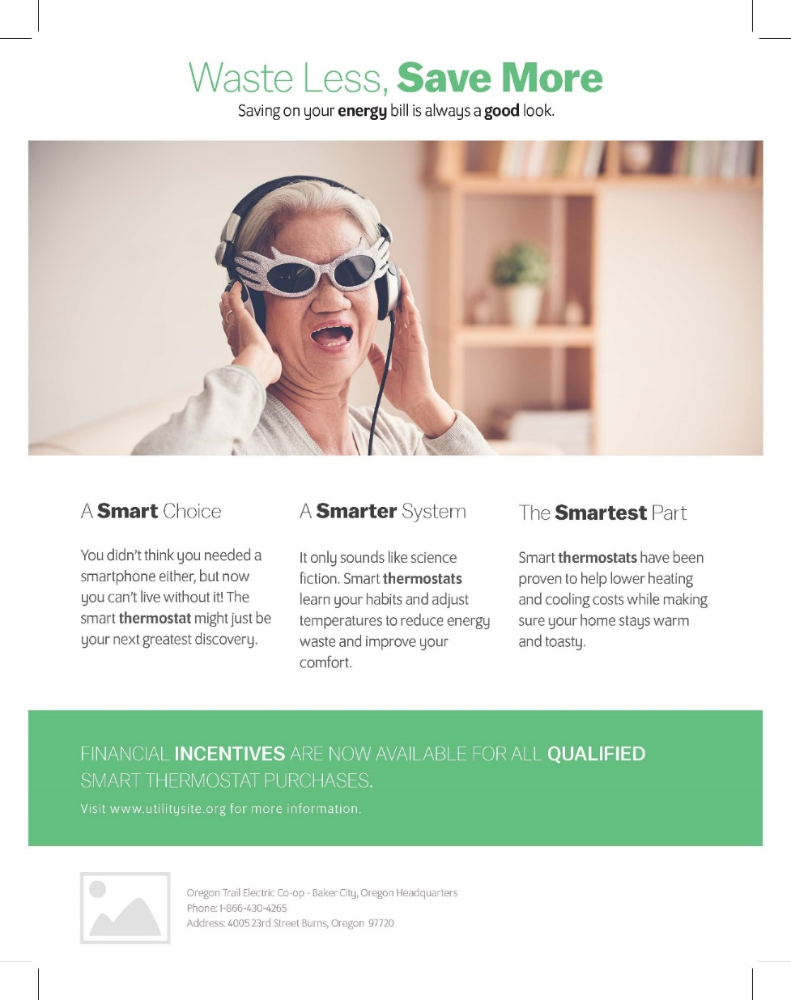 Waste Less, Save More
Saving on your energy bill is always a good look.
A Smart Choice
You didn't think you needed a
smartphone either, but now
you can't live without it! The
smart thermostat might just be
your next greatest discovery.
A Smarter System
It only sounds like science
fiction. Smart thermostats
learn your habits and adjust
temperatures to reduce energy
waste and improve your
comfort.
The Smartest Part
Smart thermostats have been
proven to help lower heating
and cooling costs while making
sure your home stays warm
and toasty.
FINANCIAL INCENTIVES ARE NOW AVAILABLE FOR ALL QUALIFIED
SMART THERMOSTAT PURCHASES.
Visit www.utilitysite.org for more information.
Oregon Trail Electric Co-op - Baker City, Oregon Headquarters
Phone: 1-866-430-4265
Address: 4005 23rd Street Burns, Oregon 97720